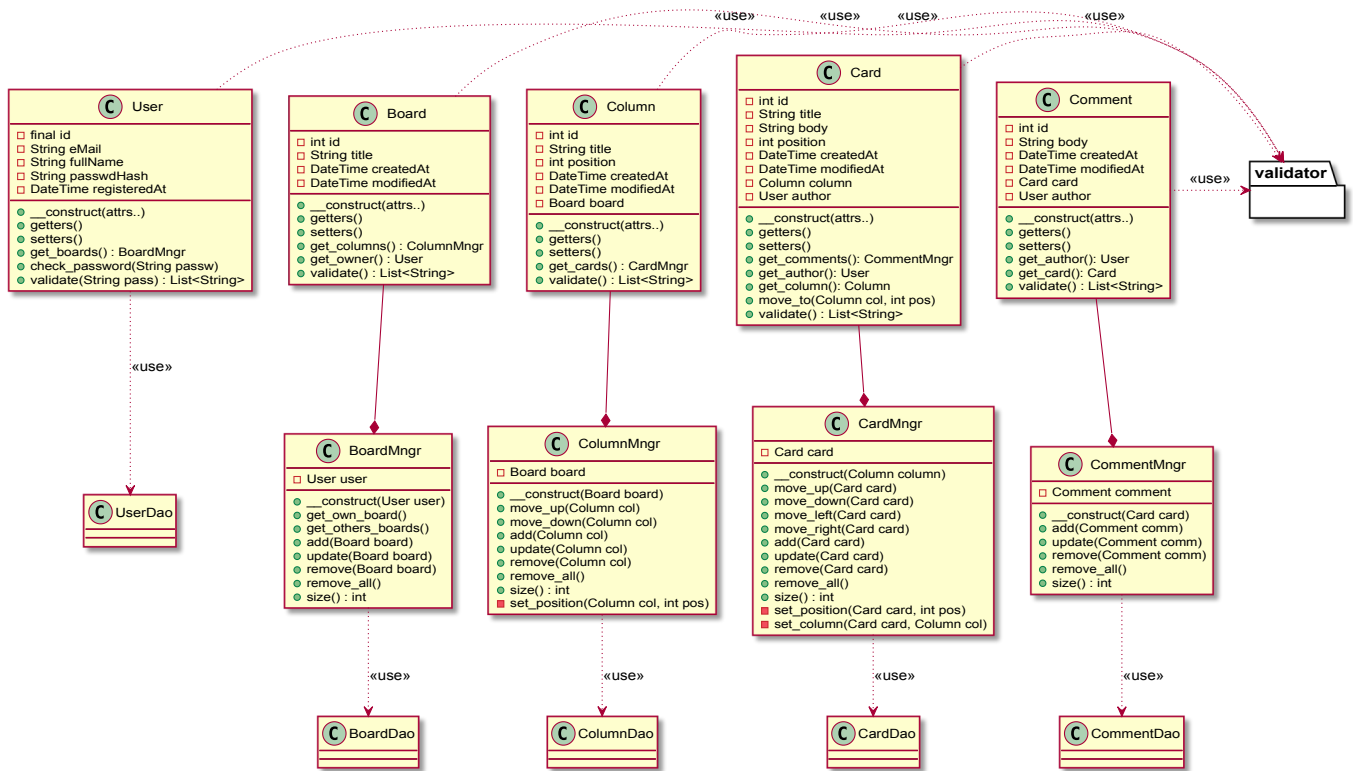 «use»
«use»
«use»
«use»
C User
final id
String eMail
String fullName
String passwdHash
DateTime registeredAt
__construct(attrs..)
getters()
setters()
get_boards() : BoardMngr
check_password(String passw)
validate(String pass) : List<String>
C Board
int id
String title
DateTime createdAt
DateTime modifiedAt
__construct(attrs..)
getters()
setters()
get_columns() : ColumnMngr
get_owner() : User
validate() : List<String>
C Column
int id
String title
int position
DateTime createdAt
DateTime modifiedAt
Board board
__construct(attrs..)
getters()
setters()
get_cards() : CardMngr
validate() : List<String>
C Card
int id
String title
String body
int position
DateTime createdAt
DateTime modifiedAt
Column column
User author
__construct(attrs..)
getters()
setters()
get_comments(): CommentMngr
get_author(): User
get_column(): Column
move_to(Column col, int pos)
validate() : List<String>
C Comment
int id
String body
DateTime createdAt
DateTime modifiedAt
Card card
User author
__construct(attrs..)
getters()
setters()
get_author(): User
get_card(): Card
validate() : List<String>
«use»
validator
«use»
C UserDao
C BoardMngr
User user
__construct(User user)
get_own_board()
get_others_boards()
add(Board board)
update(Board board)
remove(Board board)
remove_all()
size() : int
C ColumnMngr
Board board
__construct(Board board)
move_up(Column col)
move_down(Column col)
add(Column col)
update(Column col)
remove(Column col)
remove_all()
size() : int
set_position(Column col, int pos)
C CardMngr
Card card
__construct(Column column)
move_up(Card card)
move_down(Card card)
move_left(Card card)
move_right(Card card)
add(Card card)
update(Card card)
remove(Card card)
remove_all()
size() : int
set_position(Card card, int pos)
set_column(Card card, Column col)
C CommentMngr
Comment comment
__construct(Card card)
add(Comment comm)
update(Comment comm)
remove(Comment comm)
remove_all()
size() : int
«use»
«use»
«use»
«use»
C BoardDao
C ColumnDao
C CardDao
C CommentDao